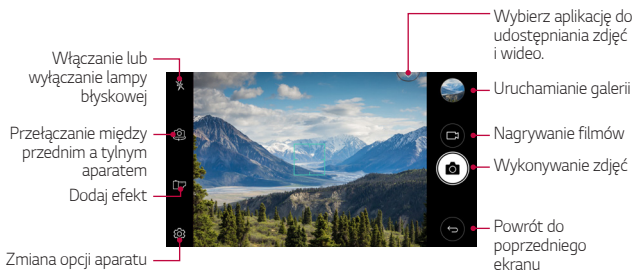 Włączanie lub
wyłączanie lampy
błyskowej
Przełączanie między
przednim a tylnym
aparatem
Dodaj efekt
Zmiana opcji aparatu
Wybierz aplikację do
udostępniania zdjęć
i wideo.
Uruchamianie galerii
Nagrywanie filmów
Wykonywanie zdjęć
Powrót do
poprzedniego
ekranu